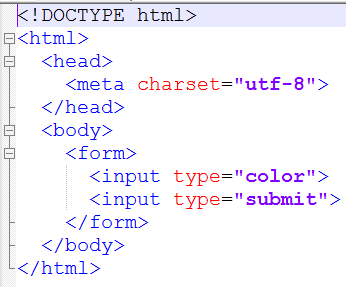 <!DOCTYPE html>
<html>
<head>
<meta charset="utf-8">
</head>
<body>
<form>
<input type="color">
<input type="submit">
</form>
</body>
</html>